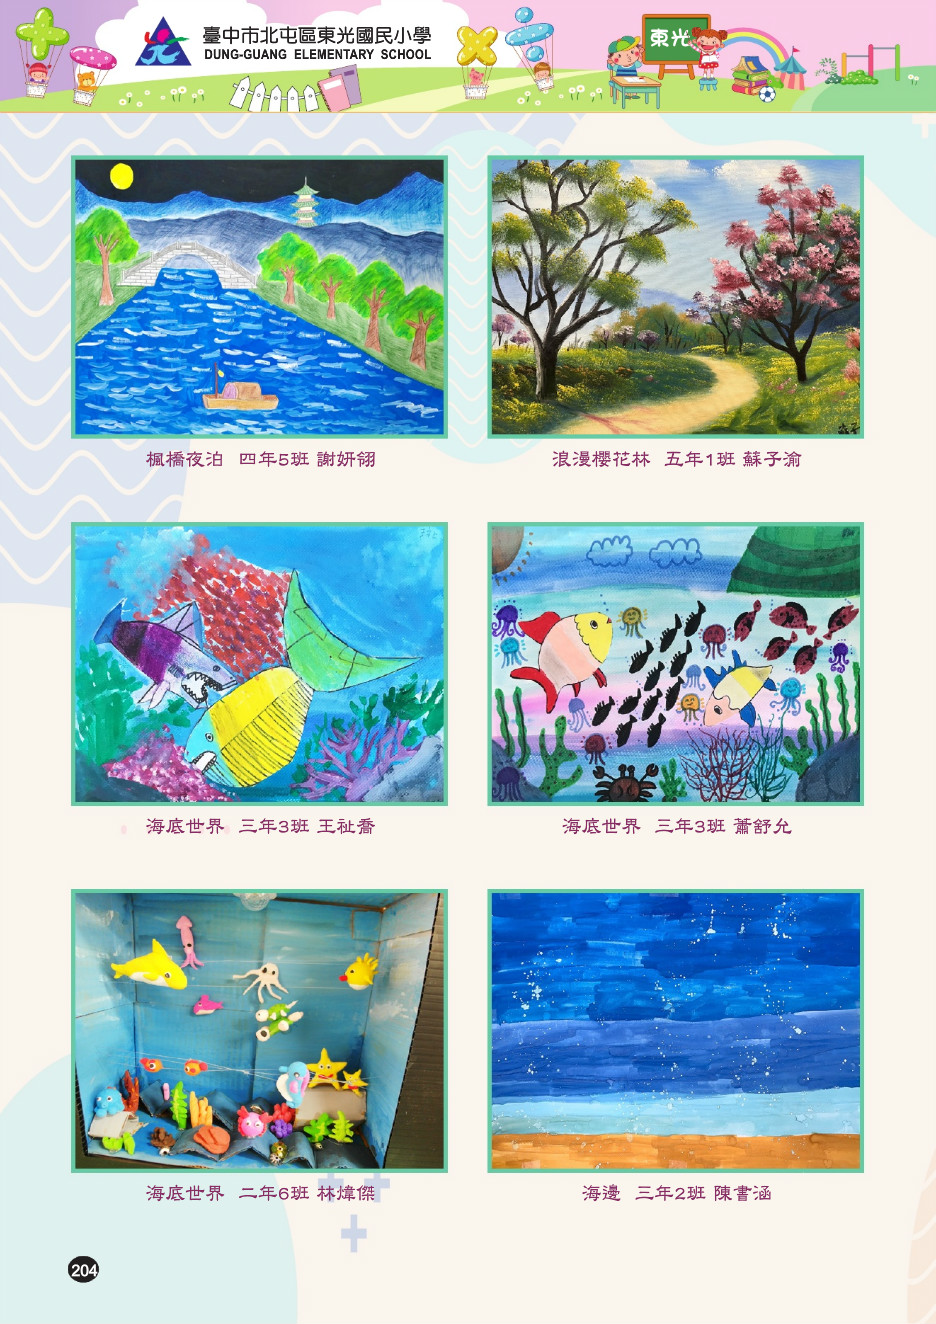 臺中市北屯區東光國民小學
DUNG-GUANG ELEMENTARY SCHOOL
東光
楓橋夜泊 四年5班 謝妍翎
浪漫櫻花林 五年1班 蘇子渝
海底世界 三年3班 王祉喬
海底世界 三年3班 蕭舒允
海底世界 二年6班 林煒傑
海邊 三年2班 陳書涵
204